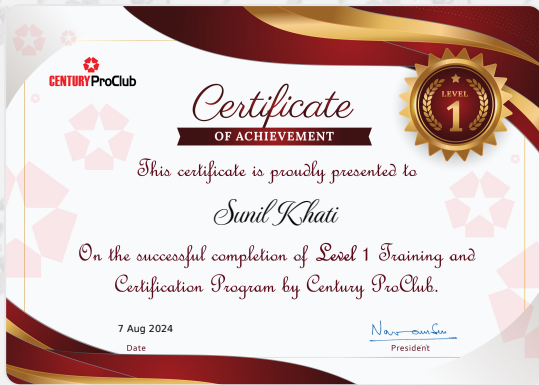 CENTURY ProClub
Certificate
OF ACHIEVEMENT
LEVEL
1
This certificate is proudly presented to
Sunil Khati
On the successful completion of Level 1 Training and
Certification Program by Century ProClub.
7 Aug 2024
Date
President